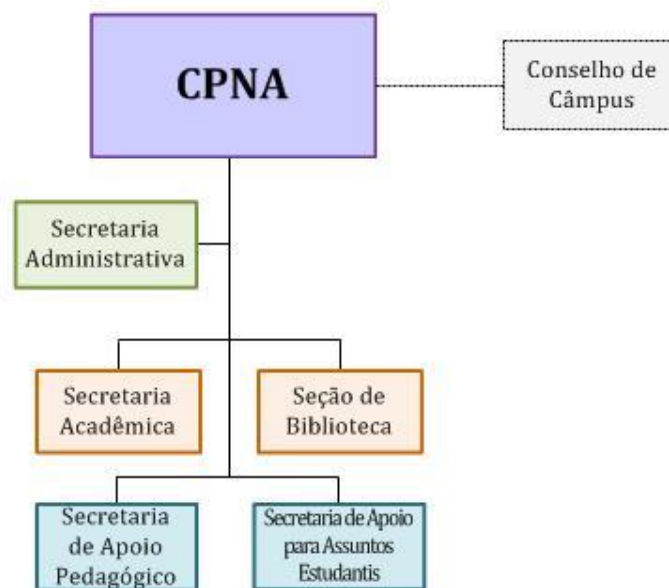 CPNA
Conselho de
Câmpus
Secretaria
Administrativa
Secretaria
Acadêmica
Seção de
Biblioteca
Secretaria
de Apoio
Pedagógico
Secretaria de Apoio
para Assuntos
Estudantis